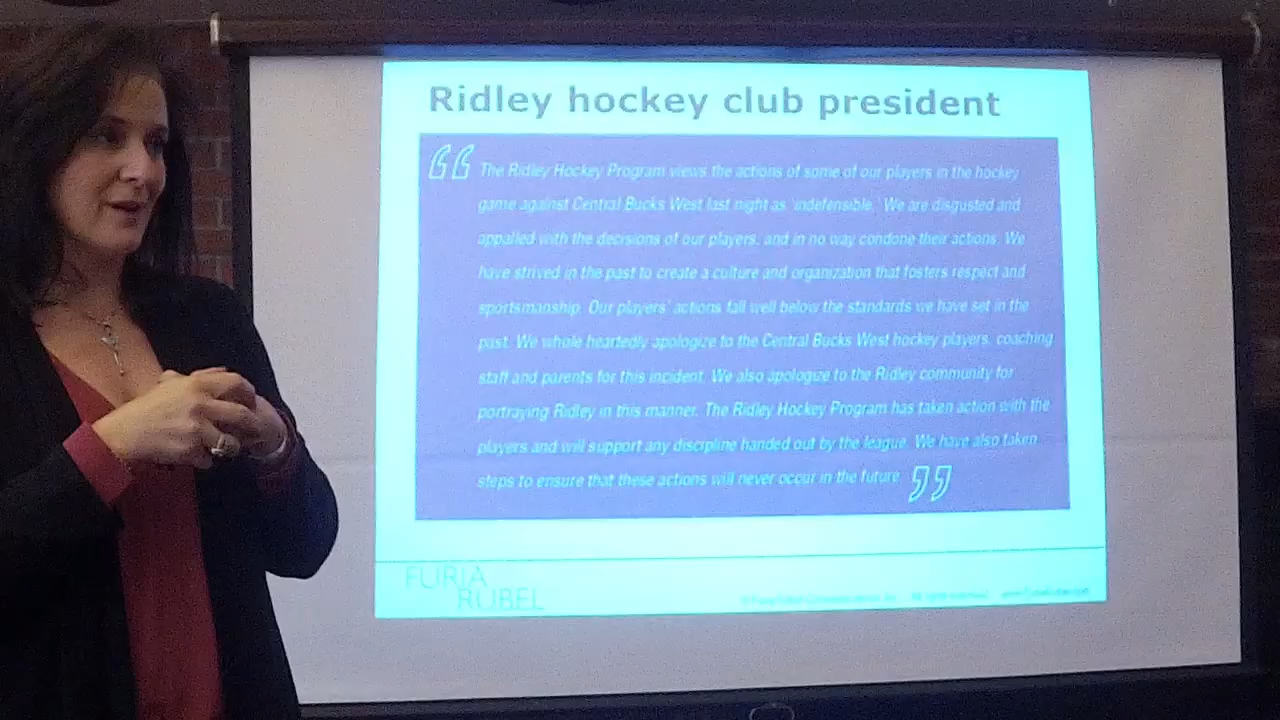 Ridley hockey club president
“ The Ridley Hockey Program views the actions of some of our players in the hockey
game against Central Bucks West last night as 'indefensible.' We are disgusted and
appalled with the decisions of our players, and in no way condone their actions. We
have strived in the past to create a culture and organization that fosters respect and
sportsmanship. Our players' actions fall well below the standards we have set in the
past. We whole heartedly apologize to the Central Bucks West hockey players, coaching
staff and parents for this incident. We also apologize to the Ridley community for
portraying Ridley in this manner. The Ridley Hockey Program has taken action with the
players and will support any discipline handed out by the league. We have also taken
steps to ensure that these actions will never occur in the future. ”
FURIA
RUBEL